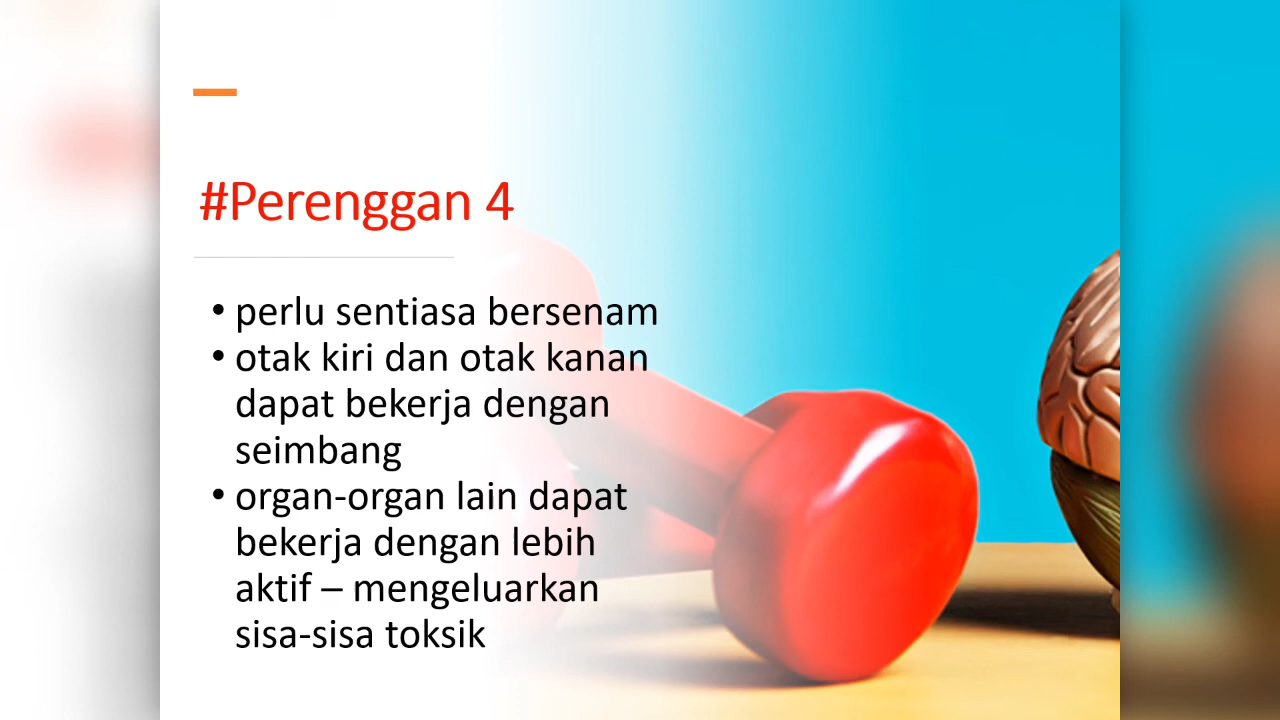 #Perenggan 4
• perlu sentiasa bersenam
• otak kiri dan otak kanan
dapat bekerja dengan
seimbang
• organ-organ lain dapat
bekerja dengan lebih
aktif – mengeluarkan
sisa-sisa toksik